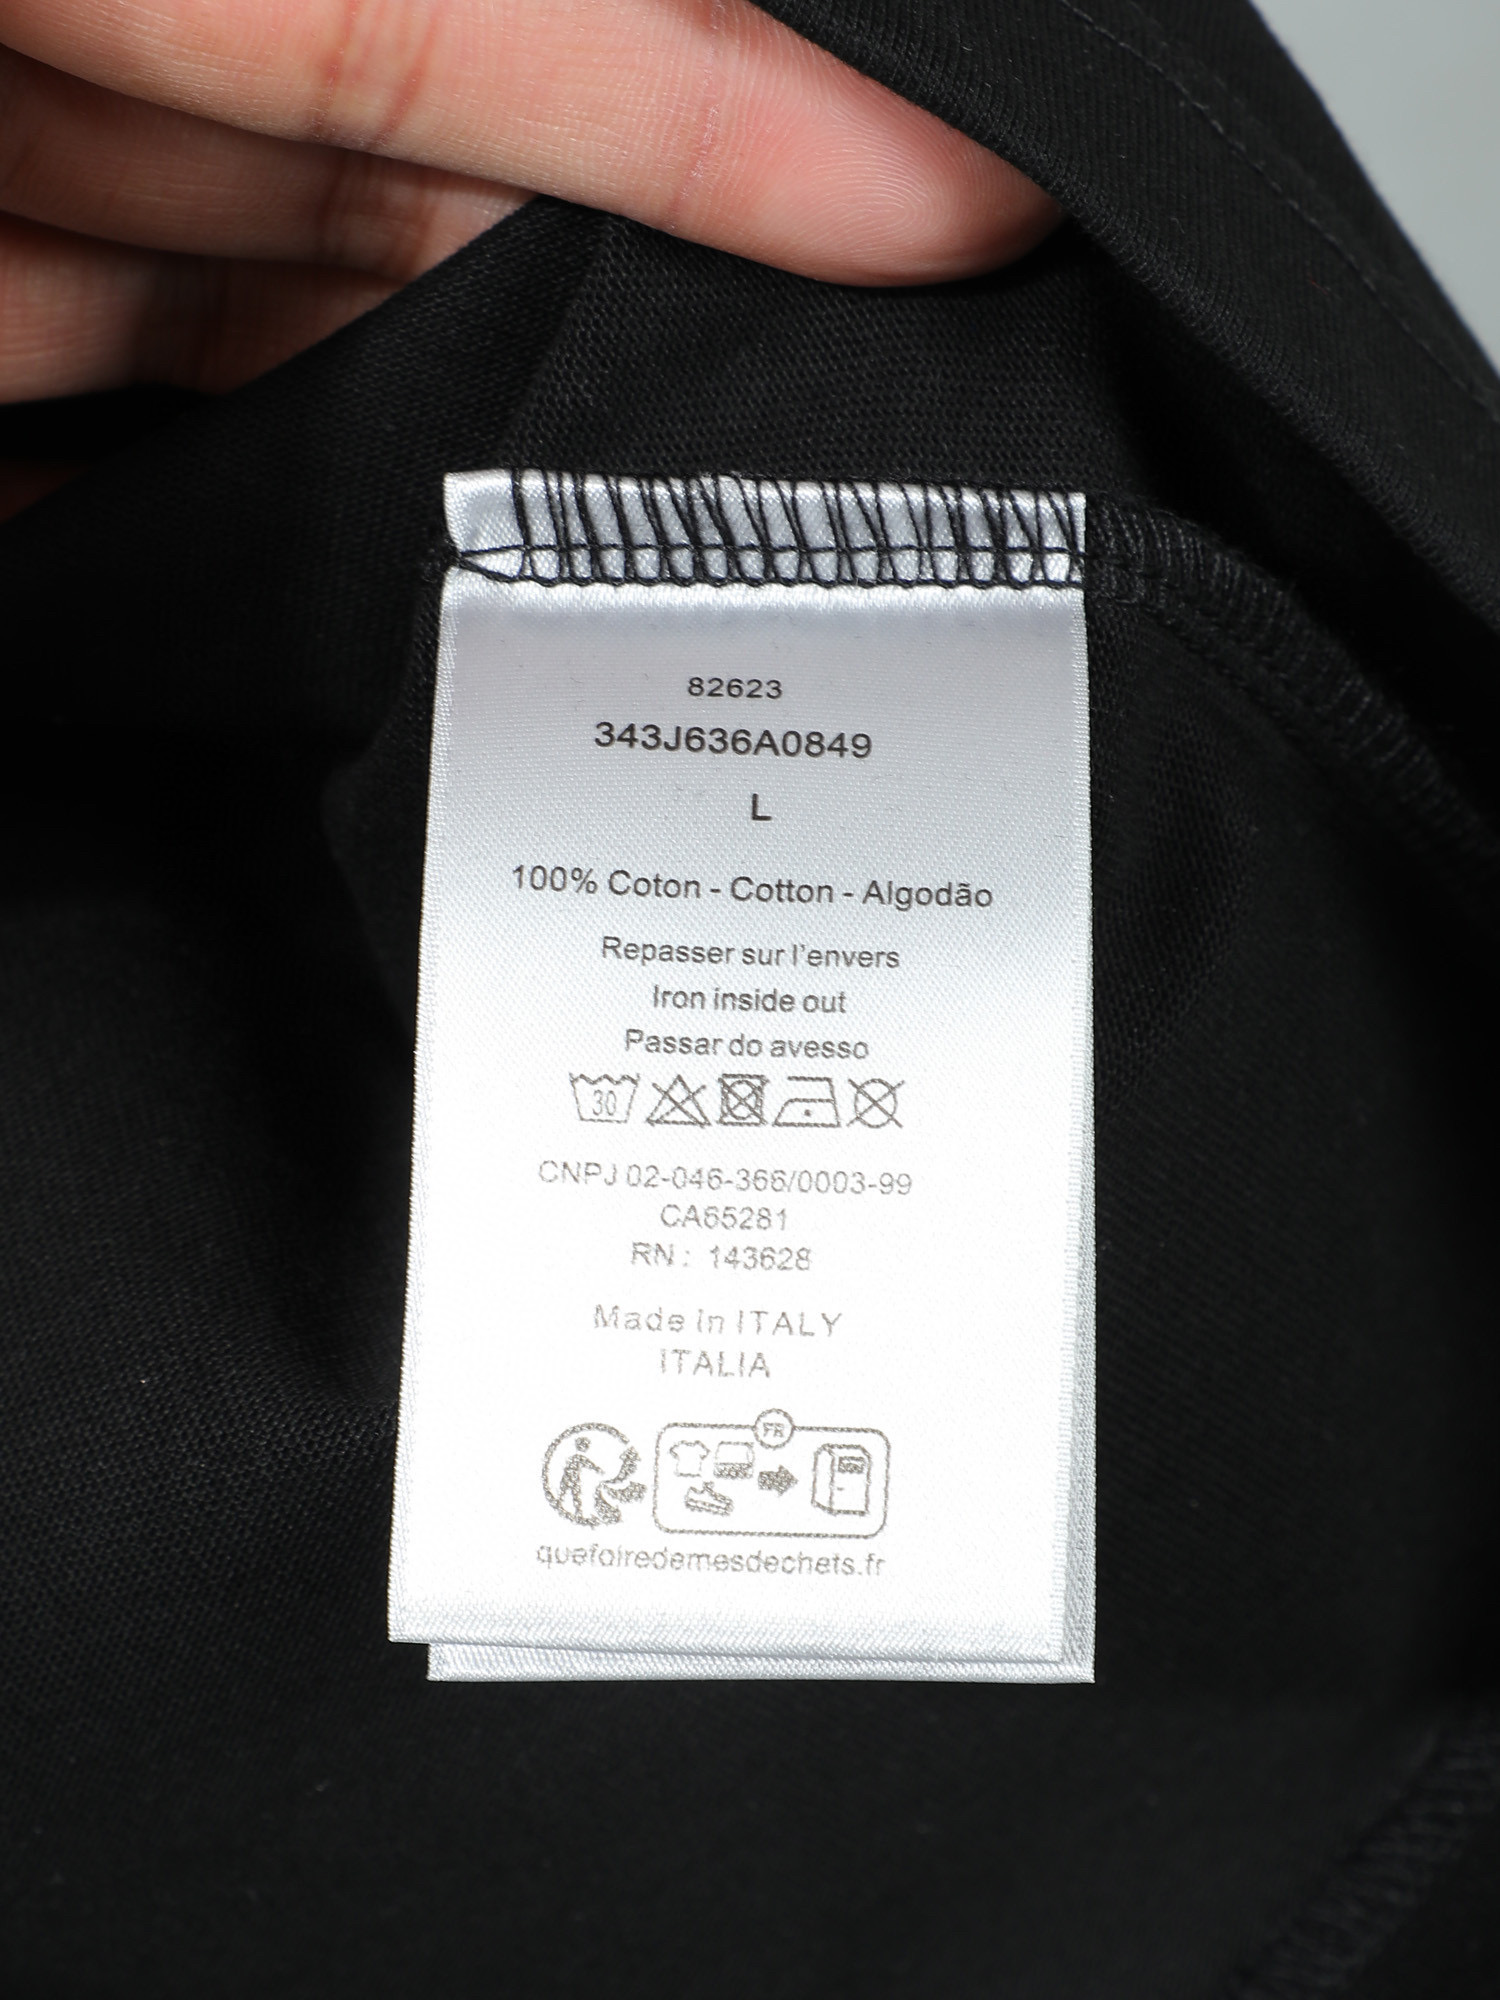 82623
343J636A0849
L
100% Coton - Cotton - Algodão
Repasser sur l'envers
Iron inside out
Passar do avesso
30
CNPJ 02-046-366/0003-99
CA65281
RN : 143628
Made in ITALY
ITALIA
FR
quefairedemesdechets.fr